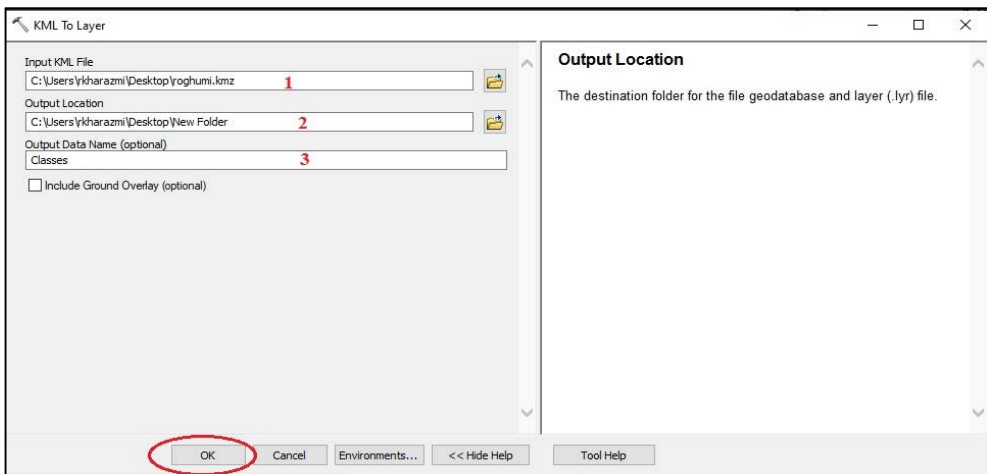 KML To Layer
Input KML File
C:\Users\rkharazmi\Desktop\roghumi.kmz 1
Output Location
C:\Users\rkharazmi\Desktop\New Folder 2
Output Data Name (optional)
Classes 3
Include Ground Overlay (optional)
Output Location
The destination folder for the file geodatabase and layer (.lyr) file.
OK Cancel Environments... << Hide Help Tool Help